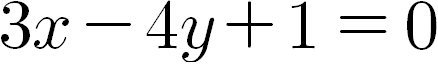 3x − 4y + 1 = 0